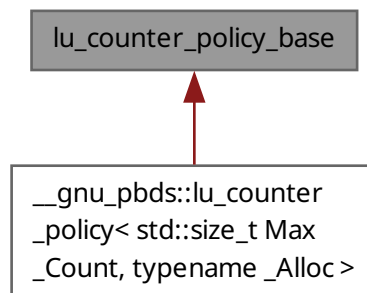 lu_counter_policy_base
__gnu_pbds::lu_counter
_policy< std::size_t Max
_Count, typename _Alloc >